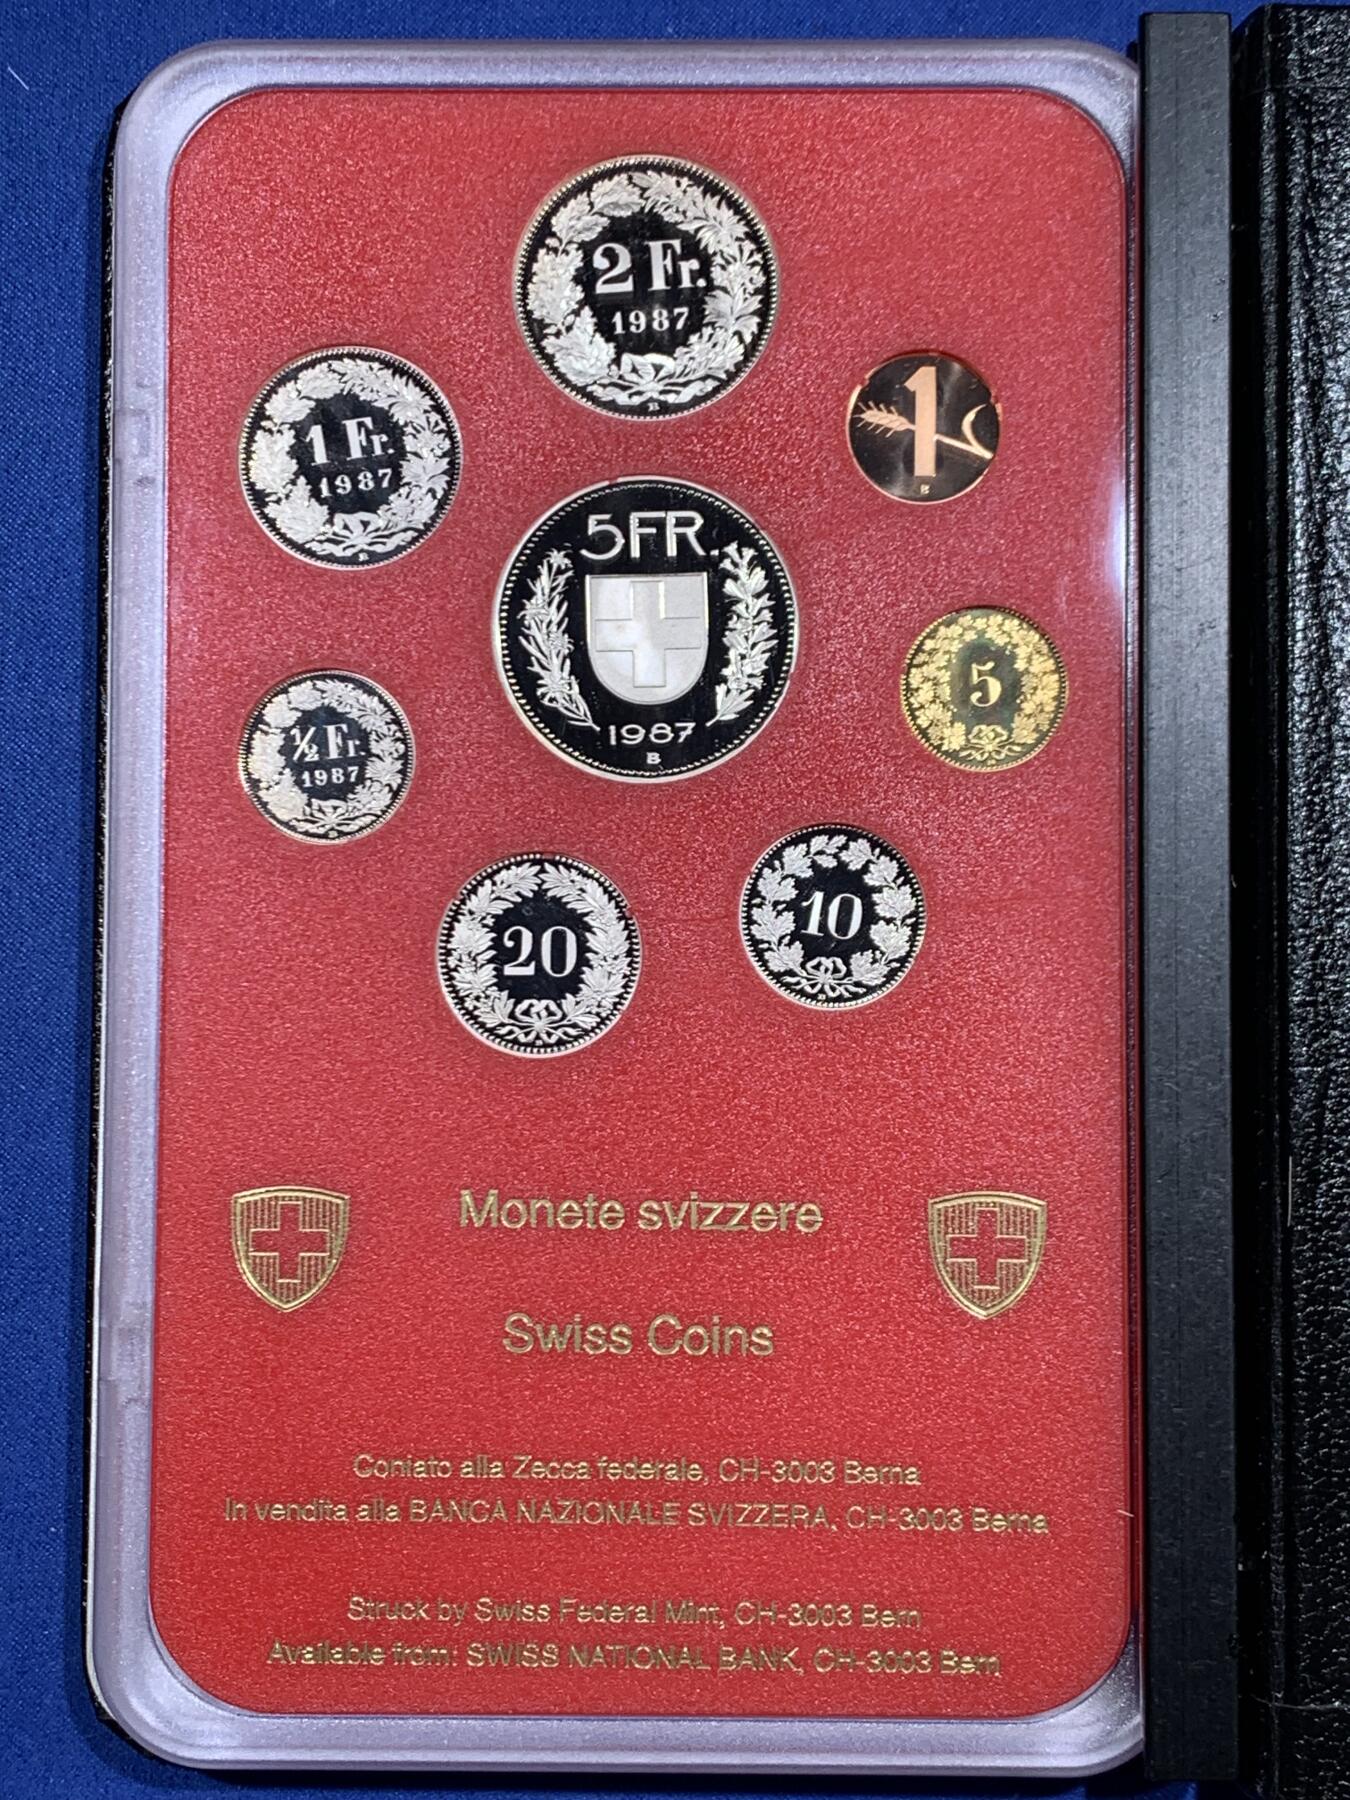 2 Fr.
1987
B
1 Fr.
1987
B
1
B
5FR.
1987
B
5
½ Fr.
1987
B
20
10
B
Monete svizzere
Swiss Coins
Coniato alla Zecca federale, CH-3003 Berna
In vendita alla BANCA NAZIONALE SVIZZERA, CH-3003 Berna
Struck by Swiss Federal Mint, CH-3003 Bern
Available from: SWISS NATIONAL BANK, CH-3003 Bern